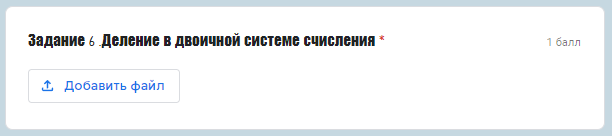 Задание 6 .Деление в двоичной системе счисления *
1 балл
Добавить файл